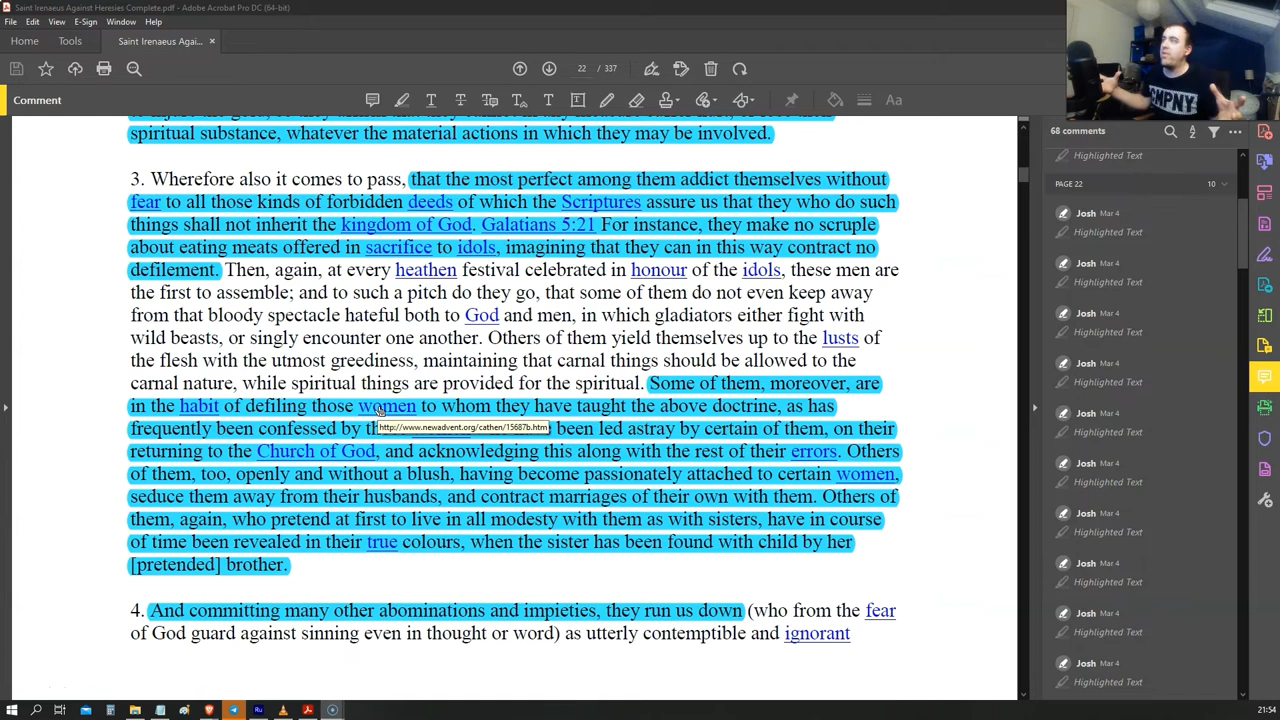 Saint Irenaeus Against Heresies Complete.pdf - Adobe Acrobat Pro DC (64-bit)
File Edit View E-Sign Window Help
Home Tools Saint Irenaeus Agai... ×
22 / 337
Comment
Aa
spiritual substance, whatever the material actions in which they may be involved.
3. Wherefore also it comes to pass, that the most perfect among them addict themselves without
fear to all those kinds of forbidden deeds of which the Scriptures assure us that they who do such
things shall not inherit the kingdom of God. Galatians 5:21 For instance, they make no scruple
about eating meats offered in sacrifice to idols, imagining that they can in this way contract no
defilement. Then, again, at every heathen festival celebrated in honour of the idols, these men are
the first to assemble; and to such a pitch do they go, that some of them do not even keep away
from that bloody spectacle hateful both to God and men, in which gladiators either fight with
wild beasts, or singly encounter one another. Others of them yield themselves up to the lusts of
the flesh with the utmost greediness, maintaining that carnal things should be allowed to the
carnal nature, while spiritual things are provided for the spiritual. Some of them, moreover, are
in the habit of defiling those women to whom they have taught the above doctrine, as has
frequently been confessed by been led astray by certain of them, on their
http://www.newadvent.org/cathen/15687b.htm
returning to the Church of God, and acknowledging this along with the rest of their errors. Others
of them, too, openly and without a blush, having become passionately attached to certain women,
seduce them away from their husbands, and contract marriages of their own with them. Others of
them, again, who pretend at first to live in all modesty with them as with sisters, have in course
of time been revealed in their true colours, when the sister has been found with child by her
[pretended] brother.
4. And committing many other abominations and impieties, they run us down (who from the fear
of God guard against sinning even in thought or word) as utterly contemptible and ignorant
CMPNY
68 comments
Highlighted Text
PAGE 22 10
Josh Mar 4
Highlighted Text
Josh Mar 4
Highlighted Text
Josh Mar 4
Highlighted Text
Josh Mar 4
Highlighted Text
Josh Mar 4
Highlighted Text
Josh Mar 4
Highlighted Text
Josh Mar 4
Highlighted Text
Josh Mar 4
Highlighted Text
Josh Mar 4
Highlighted Text
Josh Mar 4
Highlighted Text
21:54